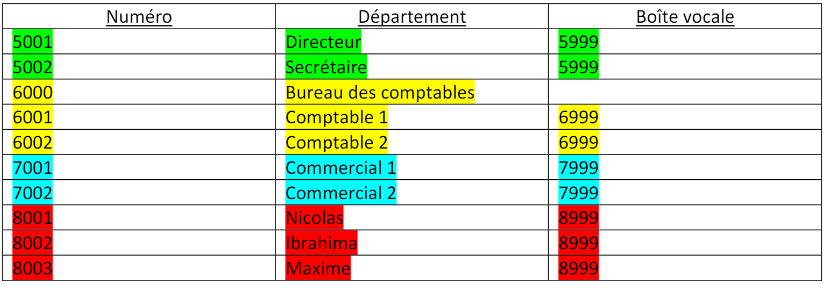 Numéro Département Boîte vocale
5001 Directeur 5999
5002 Secrétaire 5999
6000 Bureau des comptables
6001 Comptable 1 6999
6002 Comptable 2 6999
7001 Commercial 1 7999
7002 Commercial 2 7999
8001 Nicolas 8999
8002 Ibrahima 8999
8003 Maxime 8999